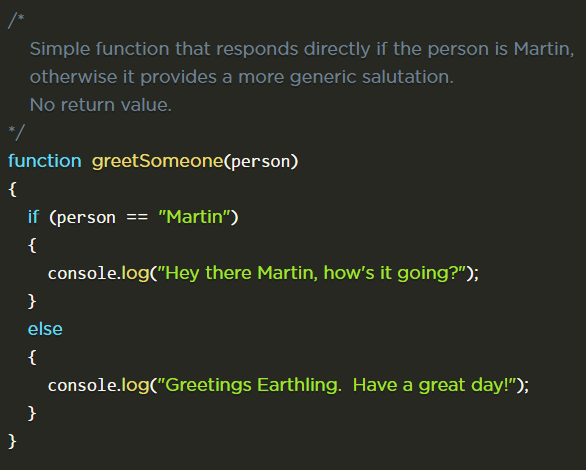 /*
    Simple function that responds directly if the person is Martin,
    otherwise it provides a more generic salutation.
    No return value.
*/
function greetSomeone(person)
{
  if (person == "Martin")
  {
    console.log("Hey there Martin, how's it going?");
  }
  else
  {
    console.log("Greetings Earthling.  Have a great day!");
  }
}